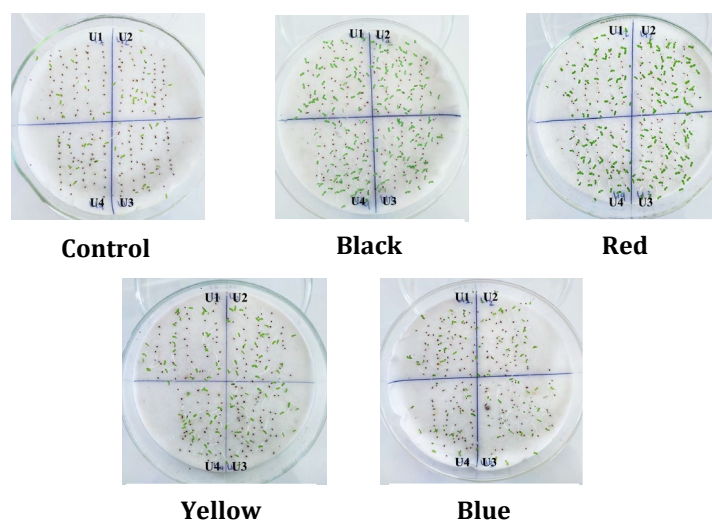 U1 U2
U4 U3
Control
U1 U2
U4 U3
Black
U1 U2
U4 U3
Red
U1 U2
U4 U3
Yellow
U1 U2
U4 U3
Blue